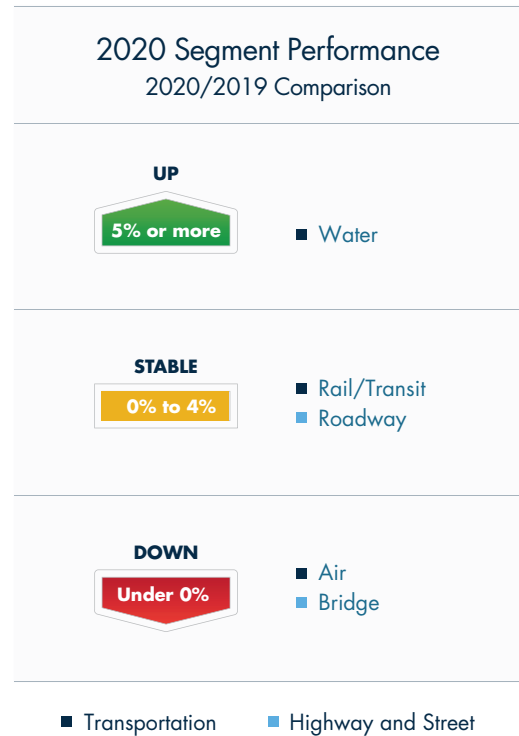 2020 Segment Performance
2020/2019 Comparison
UP
5% or more
Water
STABLE
0% to 4%
Rail/Transit
Roadway
DOWN
Under 0%
Air
Bridge
Transportation
Highway and Street